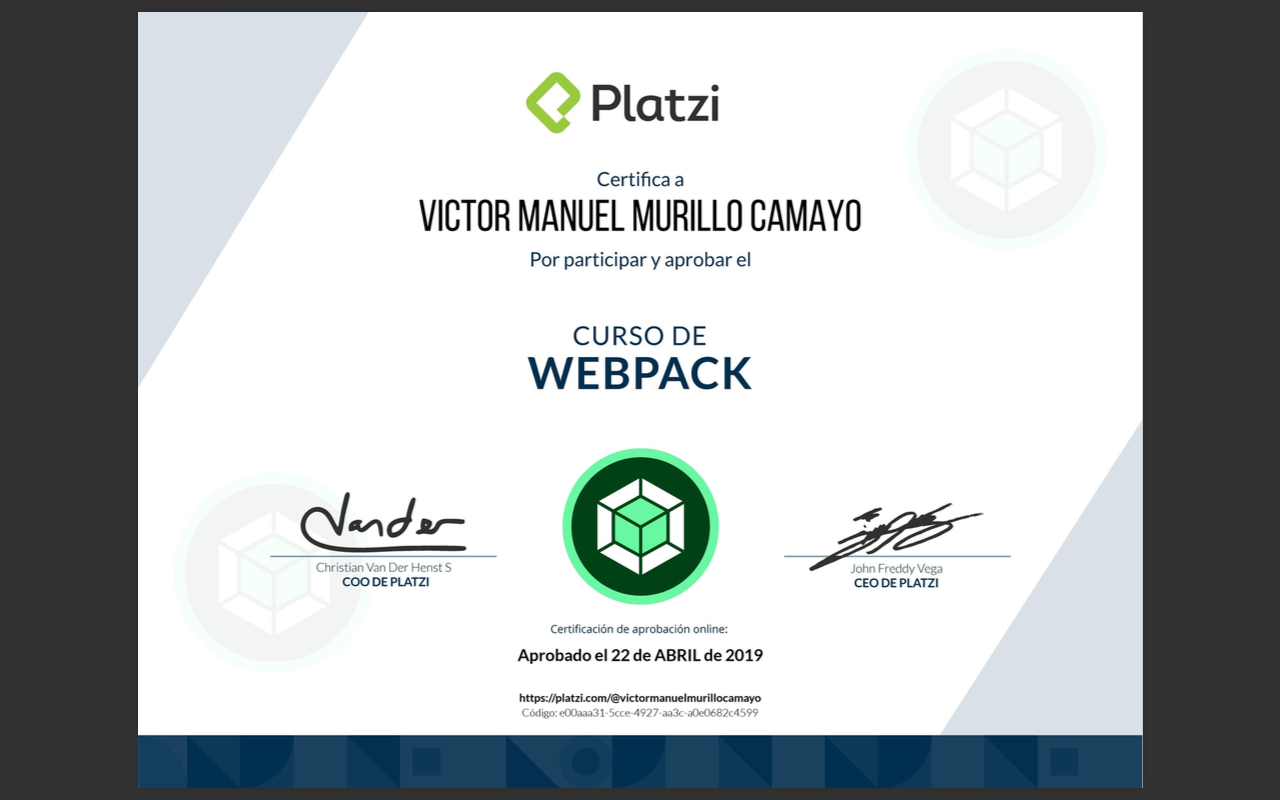 Platzi
Certifica a
VICTOR MANUEL MURILLO CAMAYO
Por participar y aprobar el
CURSO DE
WEBPACK
Vander
Christian Van Der Henst S
COO DE PLATZI
John Freddy Vega
CEO DE PLATZI
Certificación de aprobación online:
Aprobado el 22 de ABRIL de 2019
https://platzi.com/@victormanuelmurillocamayo
Código: e00aaa31-5cce-4927-aa3c-a0e0682c4599